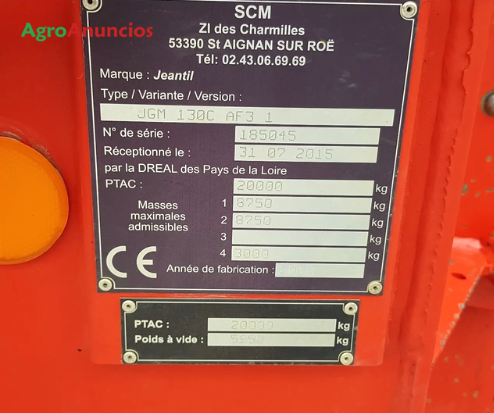 AgroAnuncios
SCM
ZI des Charmilles
53390 St AIGNAN SUR ROË
Tél: 02.43.06.69.69
Marque : Jeantil
Type / Variante / Version :
JGM 130C AF3 1
N° de série : 185045
Réceptionné le : 31 07 2015
par la DREAL des Pays de la Loire
PTAC : 20000 kg
Masses maximales admissibles
1 8750 kg
2 8750 kg
3 kg
4 3000 kg
CE Année de fabrication :
PTAC : 20000 kg
Poids à vide : kg